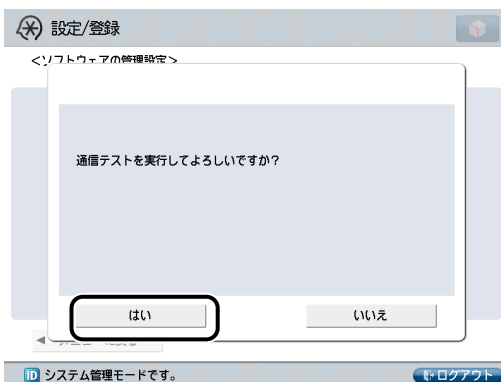 設定/登録
<ソフトウェアの管理設定>
通信テストを実行してよろしいですか?
はい
いいえ
ID システム管理モードです。
ログアウト